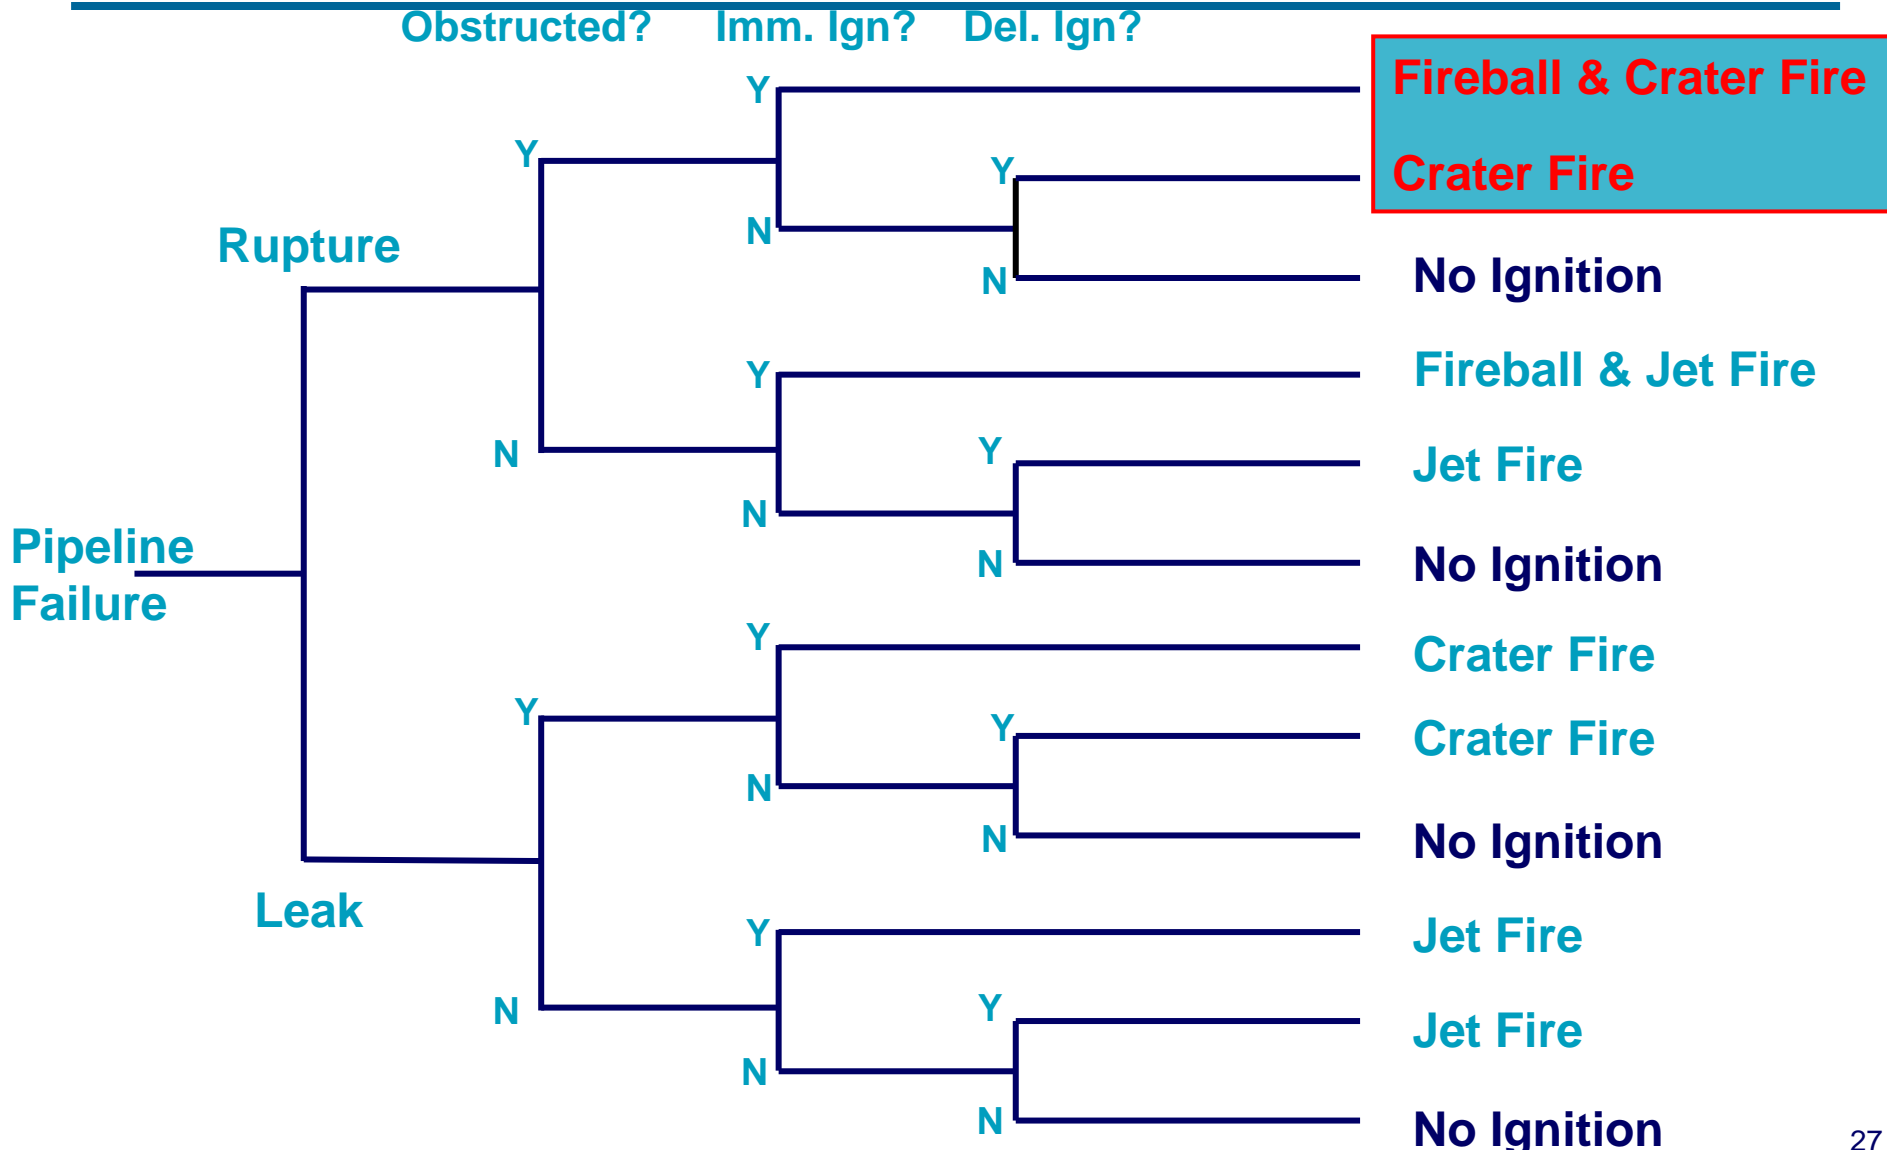 Obstructed? Imm. Ign? Del. Ign?
Y Fireball & Crater Fire
Y
Y Crater Fire
N
Rupture
N No Ignition
Y Fireball & Jet Fire
N
Y Jet Fire
N
Pipeline
Failure
N No Ignition
Y Crater Fire
Y
Y Crater Fire
N
N No Ignition
Leak
Y Jet Fire
N
Y Jet Fire
N
N No Ignition
27